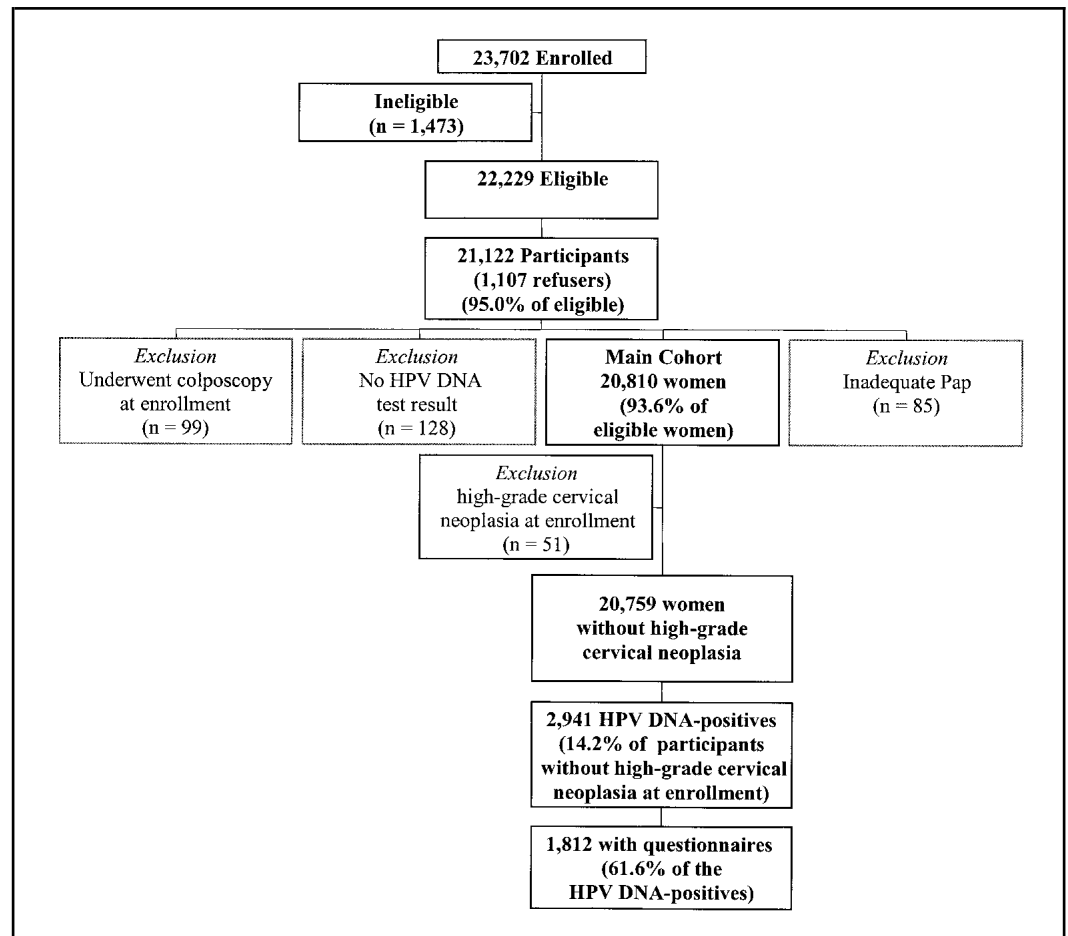 23,702 Enrolled
Ineligible
(n = 1,473)
22,229 Eligible
21,122 Participants
(1,107 refusers)
(95.0% of eligible)
Exclusion
Underwent colposcopy
at enrollment
(n = 99)
Exclusion
No HPV DNA
test result
(n = 128)
Main Cohort
20,810 women
(93.6% of
eligible women)
Exclusion
Inadequate Pap
(n = 85)
Exclusion
high-grade cervical
neoplasia at enrollment
(n = 51)
20,759 women
without high-grade
cervical neoplasia
2,941 HPV DNA-positives
(14.2% of participants
without high-grade cervical
neoplasia at enrollment)
1,812 with questionnaires
(61.6% of the
HPV DNA-positives)